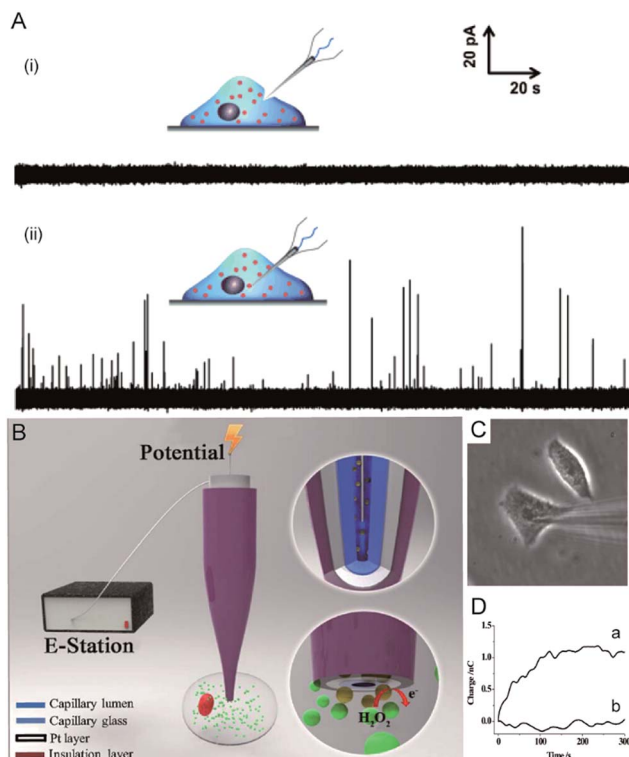 A
(i)
20 pA
20 s
(ii)
B
Potential
E-Station
Capillary lumen
Capillary glass
Pt layer
Insulation layer
e-
H2O2
C
D
Charge /nC
1.5
1.0
0.5
0.0
a
b
0
100
200
300
Time/s